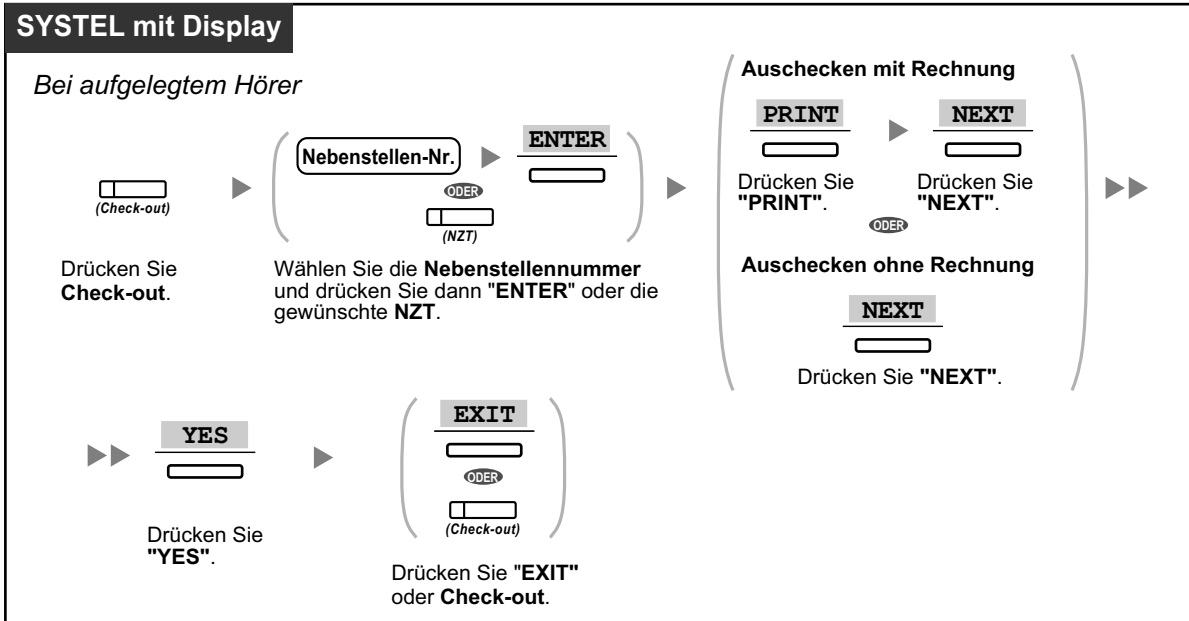 SYSTEL mit Display
Bei aufgelegtem Hörer
(Check-out)
Drücken Sie
Check-out.
Nebenstellen-Nr.
ENTER
ODER
(NZT)
Wählen Sie die Nebenstellennummer
und drücken Sie dann "ENTER" oder die
gewünschte NZT.
Auschecken mit Rechnung
PRINT
NEXT
Drücken Sie
"PRINT".
Drücken Sie
"NEXT".
ODER
Auschecken ohne Rechnung
NEXT
Drücken Sie "NEXT".
YES
Drücken Sie
"YES".
EXIT
ODER
(Check-out)
Drücken Sie "EXIT"
oder Check-out.